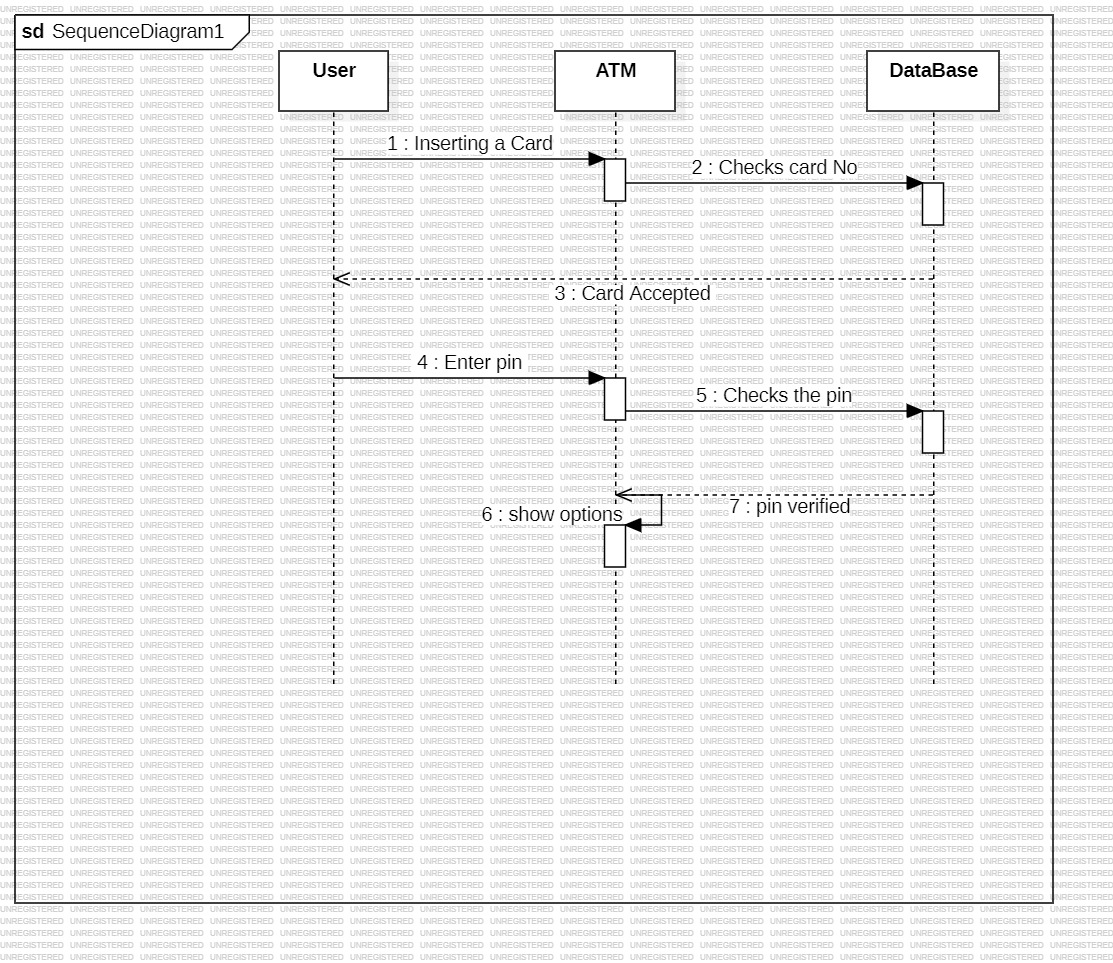 sd SequenceDiagram1
User
ATM
DataBase
1 : Inserting a Card
2 : Checks card No
3 : Card Accepted
4 : Enter pin
5 : Checks the pin
7 : pin verified
6 : show options
UNREGISTERED